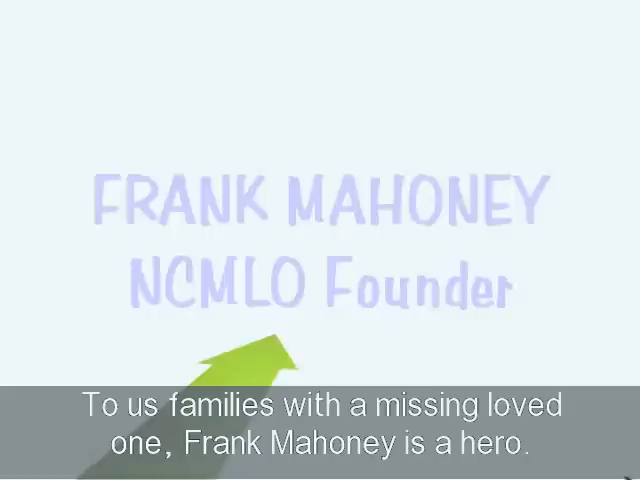 FRANK MAHONEY
NCMLO Founder
To us families with a missing loved
one, Frank Mahoney is a hero.